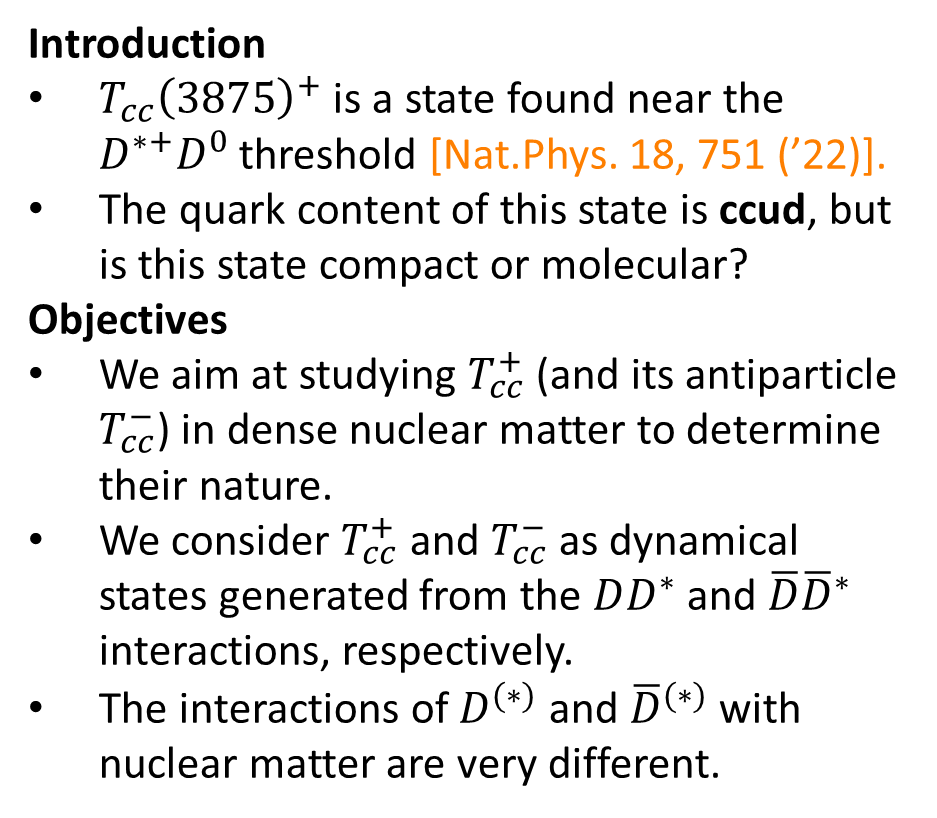 Introduction
• T_{cc}(3875)^+ is a state found near the
D^{*+}D^0 threshold [Nat.Phys. 18, 751 (’22)].
• The quark content of this state is ccud, but
is this state compact or molecular?
Objectives
• We aim at studying T_{cc}^+ (and its antiparticle
T_{cc}^-) in dense nuclear matter to determine
their nature.
• We consider T_{cc}^+ and T_{cc}^- as dynamical
states generated from the DD^* and D̅D̅^*
interactions, respectively.
• The interactions of D^{(*)} and D̅^{(*)} with
nuclear matter are very different.